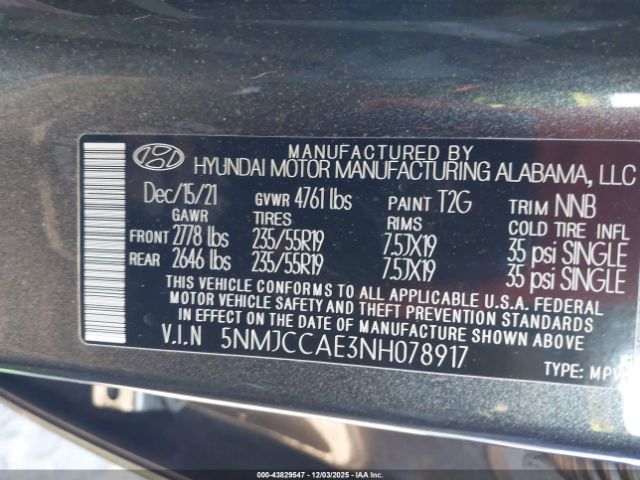 MANUFACTURED BY
HYUNDAI MOTOR MANUFACTURING ALABAMA, LLC
Dec/15/21 GVWR 4761 lbs PAINT T2G TRIM NNB
GAWR TIRES RIMS COLD TIRE INFL
FRONT 2778 lbs 235/55R19 7.5JX19 35 psi SINGLE
REAR 2646 lbs 235/55R19 7.5JX19 35 psi SINGLE
THIS VEHICLE CONFORMS TO ALL APPLICABLE U.S.A. FEDERAL
MOTOR VEHICLE SAFETY AND THEFT PREVENTION STANDARDS
IN EFFECT ON THE DATE OF MANUFACTURE SHOWN ABOVE
V.I.N 5NMJCCAE3NH078917
TYPE: MPV
000-43829547 - 12/03/2025 - COPYRIGHT IAA, LLC.